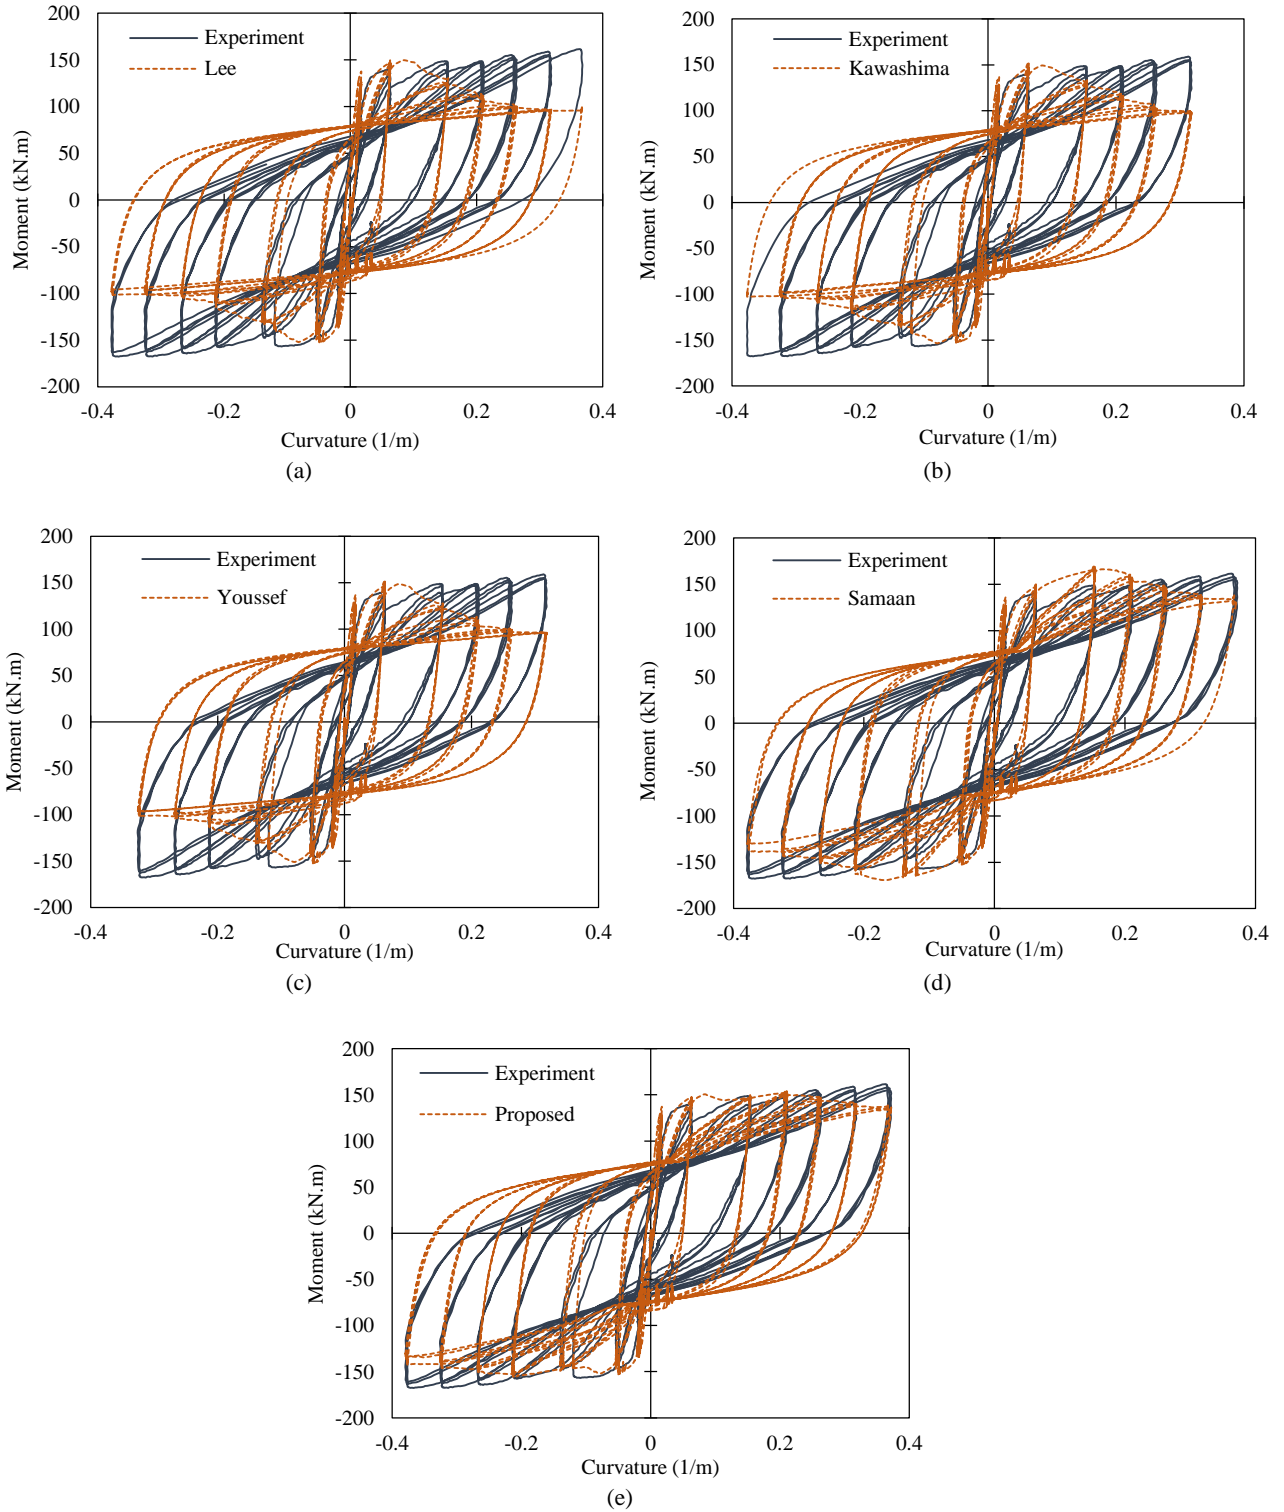 200
150
100
50
0
-50
-100
-150
-200
-0.4
-0.2
0
0.2
0.4
Moment (kN.m)
Curvature (1/m)
Experiment
Lee
(a)
200
150
100
50
0
-50
-100
-150
-200
-0.4
-0.2
0
0.2
0.4
Moment (kN.m)
Curvature (1/m)
Experiment
Kawashima
(b)
200
150
100
50
0
-50
-100
-150
-200
-0.4
-0.2
0
0.2
0.4
Moment (kN.m)
Curvature (1/m)
Experiment
Youssef
(c)
200
150
100
50
0
-50
-100
-150
-200
-0.4
-0.2
0
0.2
0.4
Moment (kN.m)
Curvature (1/m)
Experiment
Samaan
(d)
200
150
100
50
0
-50
-100
-150
-200
-0.4
-0.2
0
0.2
0.4
Moment (kN.m)
Curvature (1/m)
Experiment
Proposed
(e)